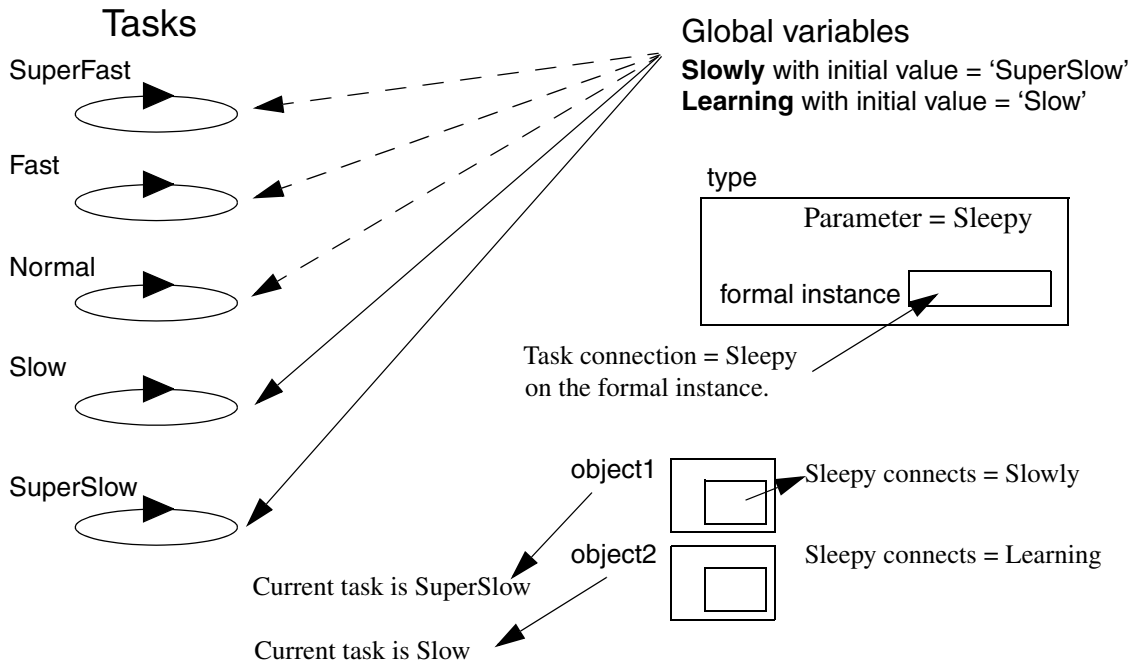 Tasks
SuperFast
Fast
Normal
Slow
SuperSlow
Global variables
Slowly with initial value = ‘SuperSlow’
Learning with initial value = ‘Slow’
type
Parameter = Sleepy
formal instance
Task connection = Sleepy
on the formal instance.
object1
Sleepy connects = Slowly
object2
Sleepy connects = Learning
Current task is SuperSlow
Current task is Slow